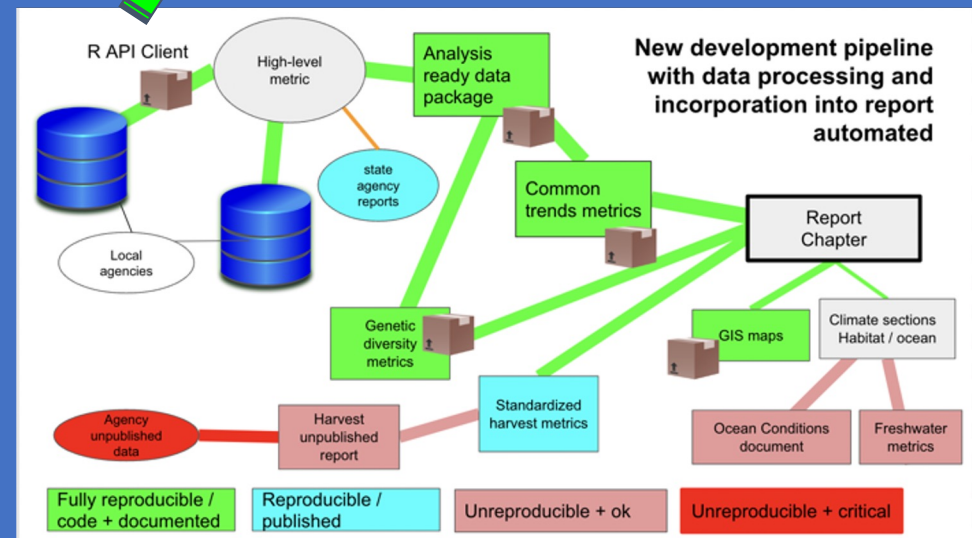 R API Client
High-level
metric
Analysis
ready data
package
New development pipeline
with data processing and
incorporation into report
automated
state
agency
reports
Common
trends metrics
Report
Chapter
Local
agencies
Genetic
diversity
metrics
GIS maps
Climate sections
Habitat / ocean
Agency
unpublished
data
Harvest
unpublished
report
Standardized
harvest metrics
Ocean Conditions
document
Freshwater
metrics
Fully reproducible /
code + documented
Reproducible /
published
Unreproducible + ok
Unreproducible + critical